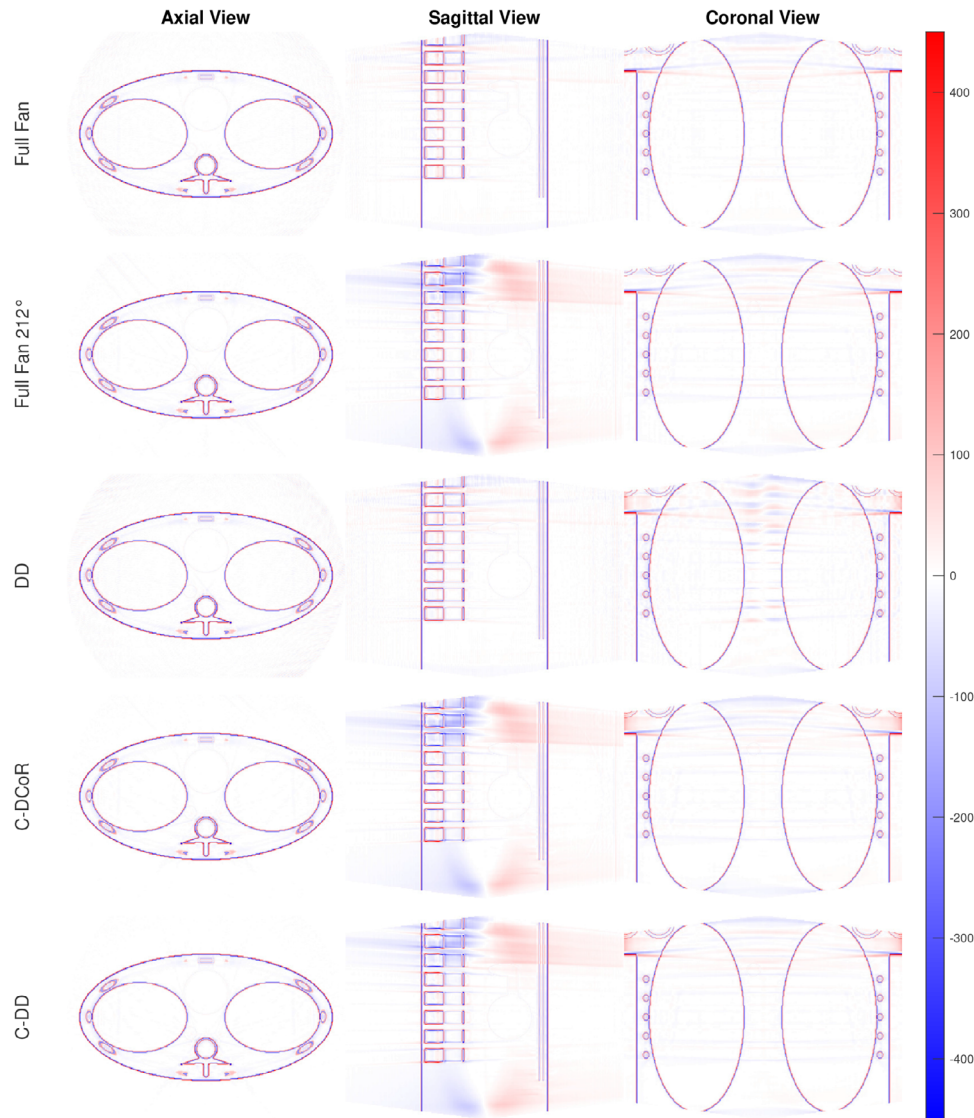 Axial View Sagittal View Coronal View
Full Fan
Full Fan 212°
DD
C-DCoR
C-DD
400
300
200
100
0
-100
-200
-300
-400